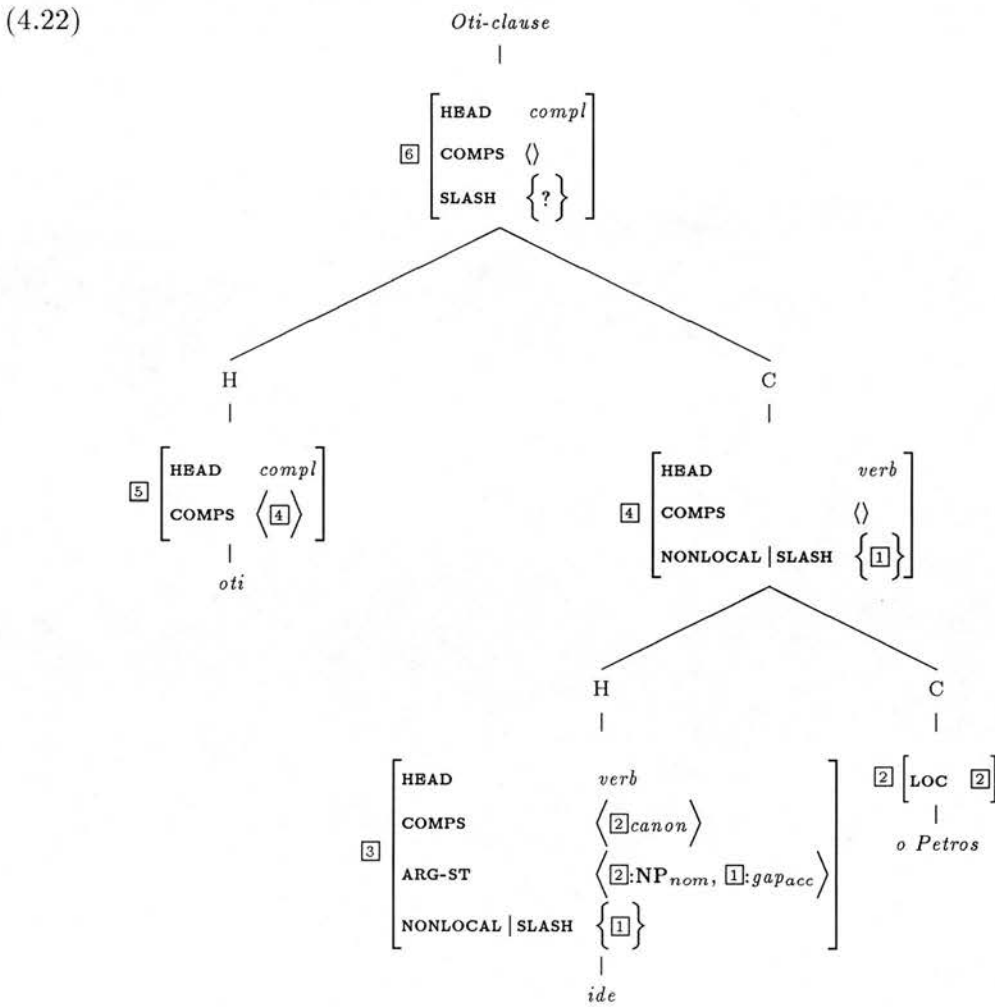 (4.22)
Oti-clause
HEAD compl
6 COMPS ⟨⟩
SLASH {?}
H C
HEAD compl
5 COMPS ⟨4⟩
oti
HEAD verb
4 COMPS ⟨⟩
NONLOCAL | SLASH {1}
H C
HEAD verb
COMPS ⟨2canon⟩
3 ARG-ST ⟨2:NPnom, 1:gapacc⟩
NONLOCAL | SLASH {1}
ide
2 [LOC 2]
o Petros